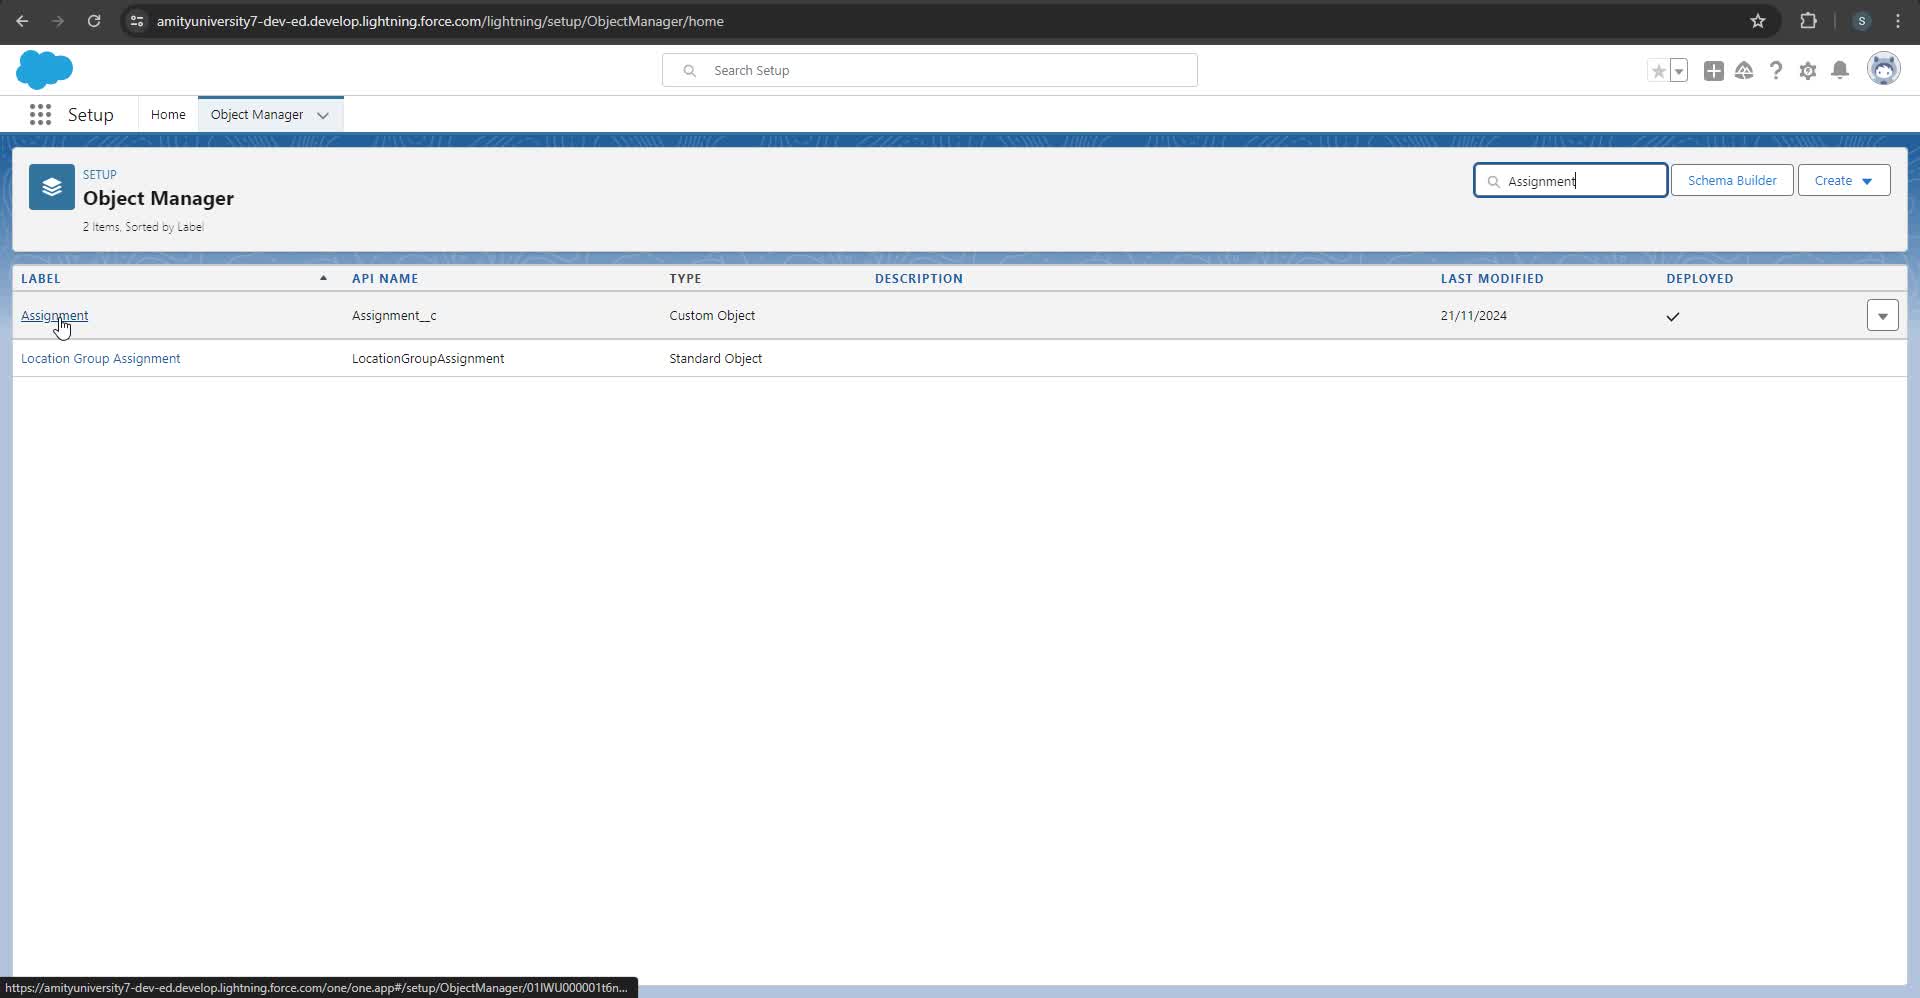 amityuniversity7-dev-ed.develop.lightning.force.com/lightning/setup/ObjectManager/home
S
Search Setup
Setup
Home
Object Manager
SETUP
Object Manager
2 Items, Sorted by Label
Assignment
Schema Builder
Create
LABEL
API NAME
TYPE
DESCRIPTION
LAST MODIFIED
DEPLOYED
Assignment
Assignment__c
Custom Object
21/11/2024
Location Group Assignment
LocationGroupAssignment
Standard Object
https://amityuniversity7-dev-ed.develop.lightning.force.com/one/one.app#/setup/ObjectManager/01IWU000001t6n...